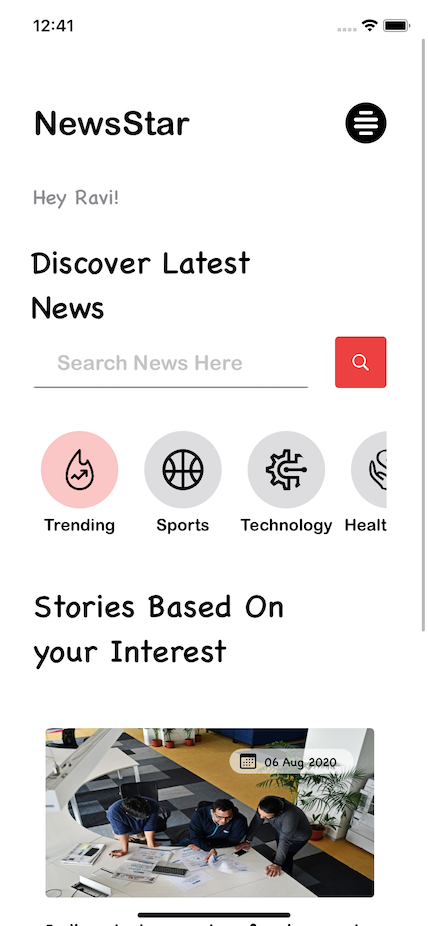 12:41
NewsStar
Hey Ravi!
Discover Latest
News
Search News Here
Trending Sports Technology Healt
Stories Based On
your Interest
06 Aug 2020